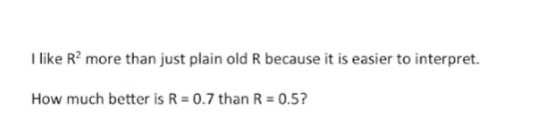 I like R² more than just plain old R because it is easier to interpret.
How much better is R = 0.7 than R = 0.5?